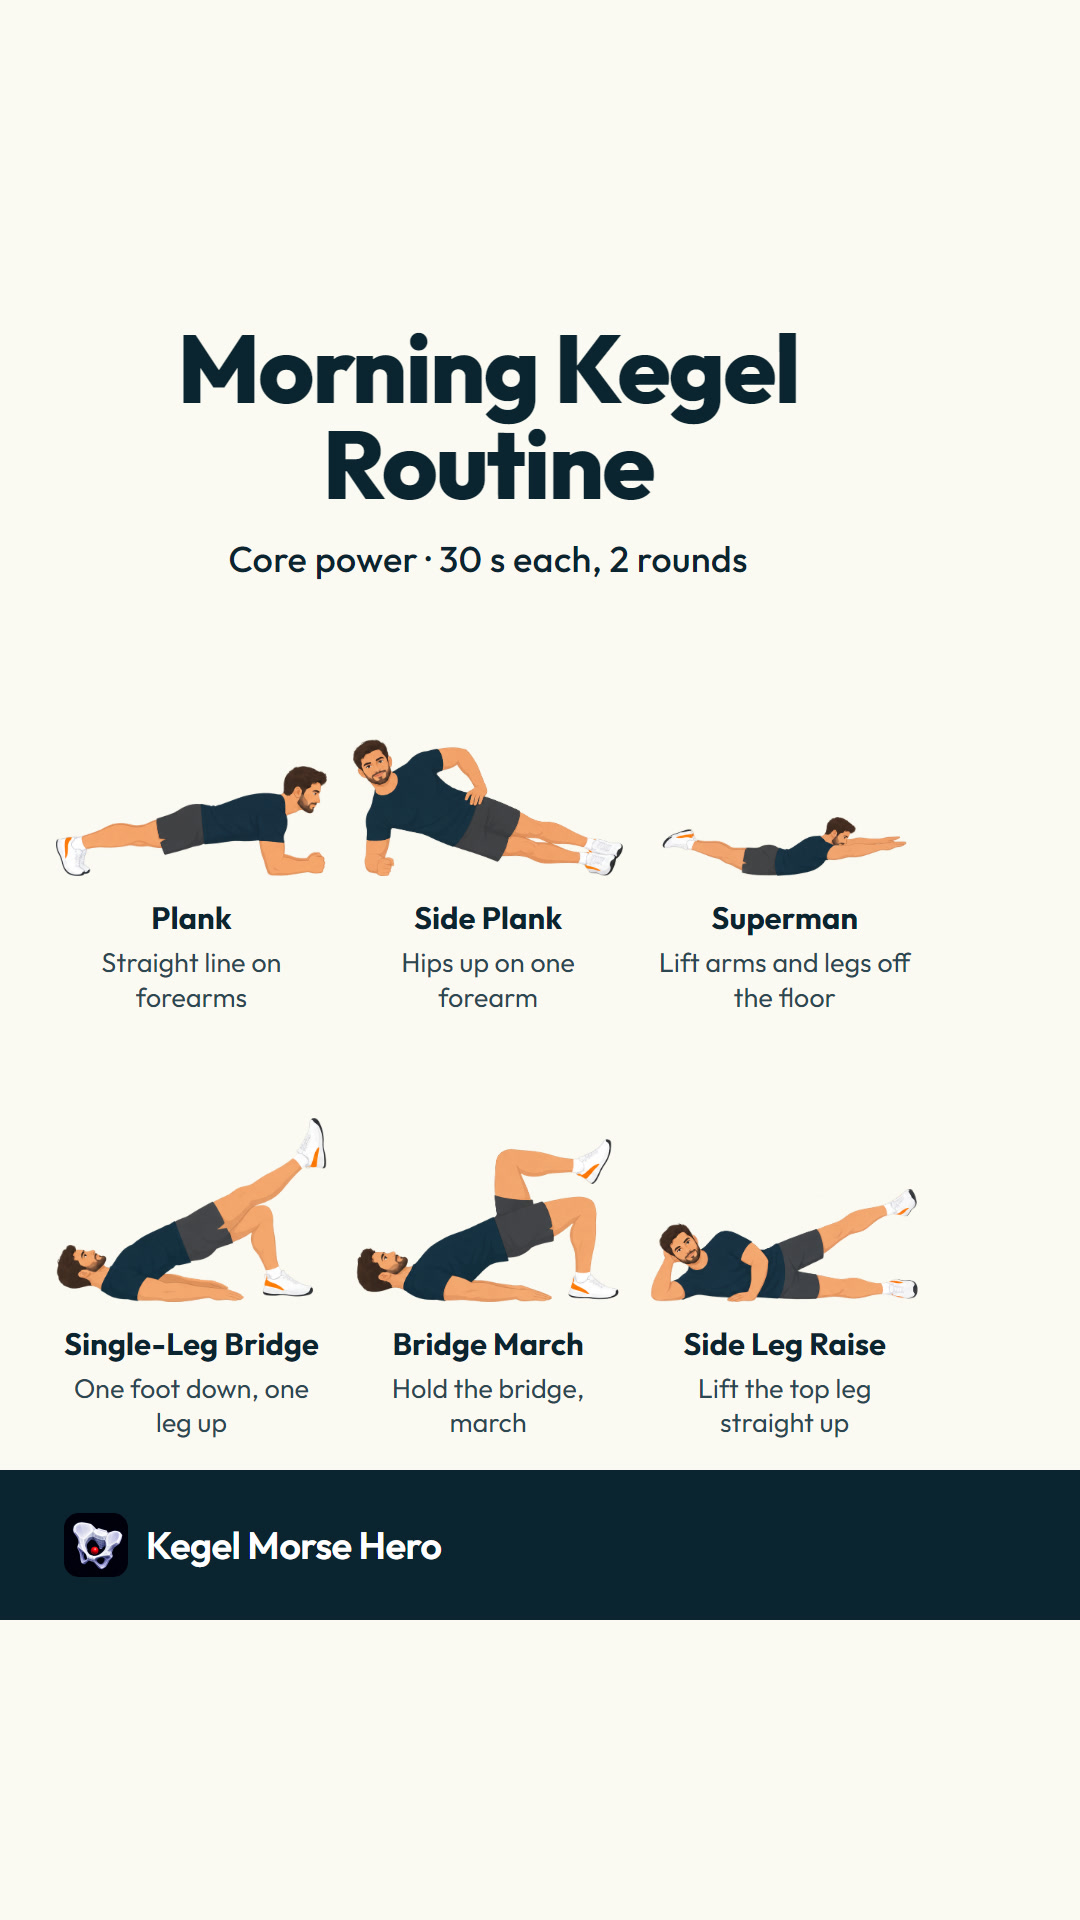 Morning Kegel
Routine
Core power · 30 s each, 2 rounds
Plank
Straight line on
forearms
Side Plank
Hips up on one
forearm
Superman
Lift arms and legs off
the floor
Single-Leg Bridge
One foot down, one
leg up
Bridge March
Hold the bridge,
march
Side Leg Raise
Lift the top leg
straight up
Kegel Morse Hero